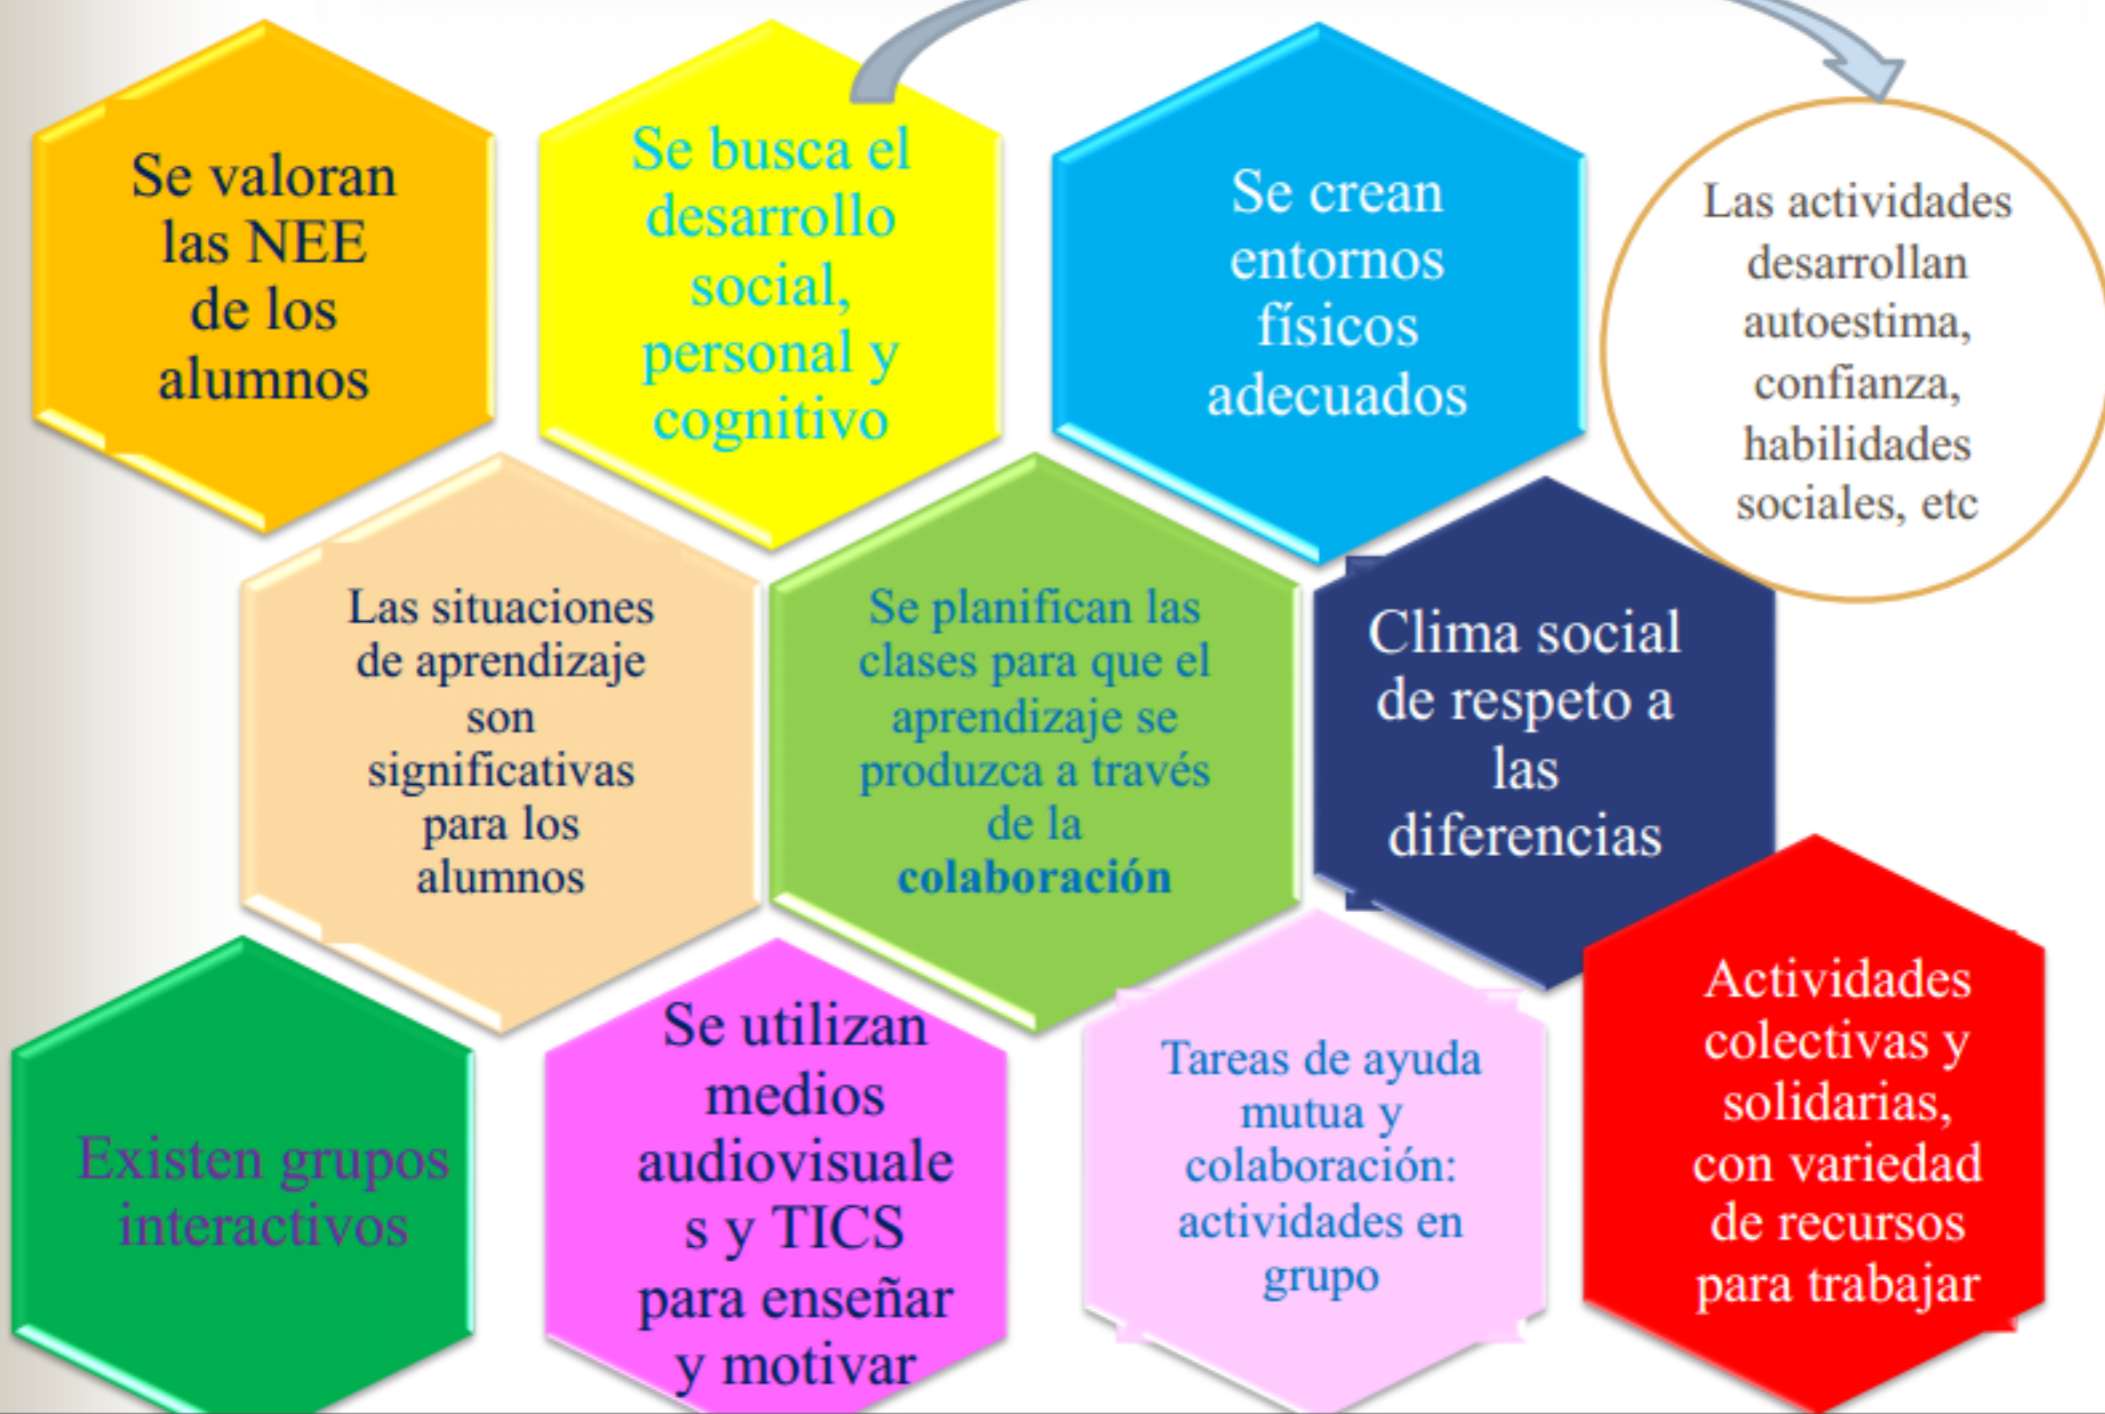 Se valoran
las NEE
de los
alumnos
Se busca el
desarrollo
social,
personal y
cognitivo
Se crean
entornos
físicos
adecuados
Las actividades
desarrollan
autoestima,
confianza,
habilidades
sociales, etc
Las situaciones
de aprendizaje
son
significativas
para los
alumnos
Se planifican las
clases para que el
aprendizaje se
produzca a través
de la
colaboración
Clima social
de respeto a
las
diferencias
Existen grupos
interactivos
Se utilizan
medios
audiovisuale
s y TICS
para enseñar
y motivar
Tareas de ayuda
mutua y
colaboración:
actividades en
grupo
Actividades
colectivas y
solidarias,
con variedad
de recursos
para trabajar